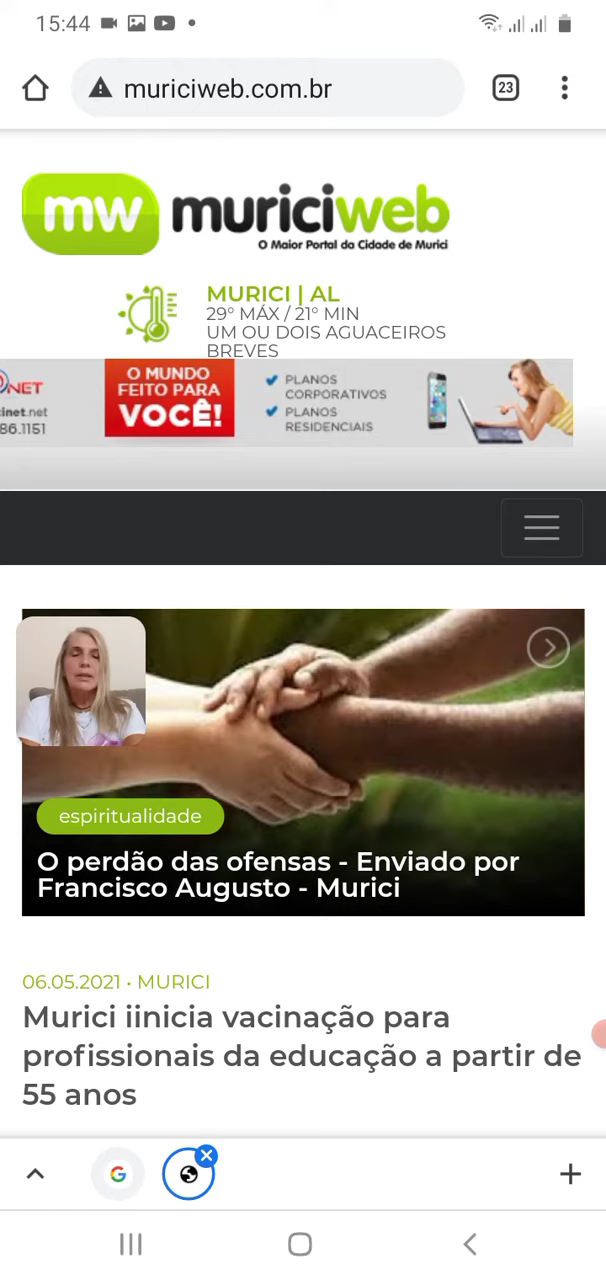 15:44
muriciweb.com.br
23
mw muriciweb
O Maior Portal da Cidade de Murici
MURICI | AL
29° MÁX / 21° MIN
UM OU DOIS AGUACEIROS
BREVES
NET
inet.net
86.1151
O MUNDO
FEITO PARA
VOCÊ!
PLANOS
CORPORATIVOS
PLANOS
RESIDENCIAIS
espiritualidade
O perdão das ofensas - Enviado por
Francisco Augusto - Murici
06.05.2021 • MURICI
Murici iinicia vacinação para
profissionais da educação a partir de
55 anos
G